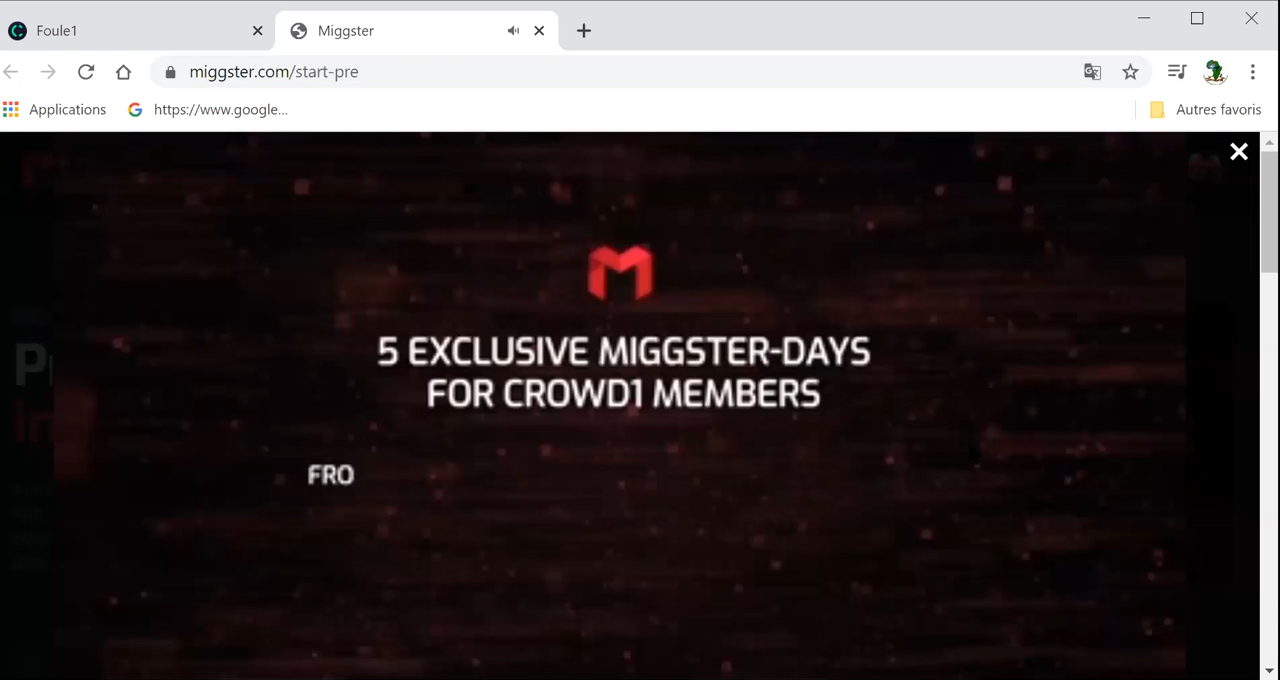 Foule1
Miggster
miggster.com/start-pre
Applications
https://www.google...
Autres favoris
5 EXCLUSIVE MIGGSTER-DAYS
FOR CROWD1 MEMBERS
FRO